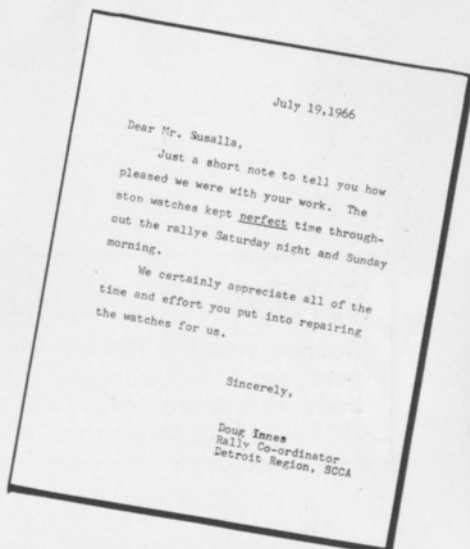 July 19,1966
Dear Mr. Susalla,
Just a short note to tell you how
pleased we were with your work. The
stop watches kept perfect time through-
out the rallye Saturday night and Sunday
morning.
We certainly appreciate all of the
time and effort you put into repairing
the watches for us.
Sincerely,
Doug Innes
Rally Co-ordinator
Detroit Region, SCCA